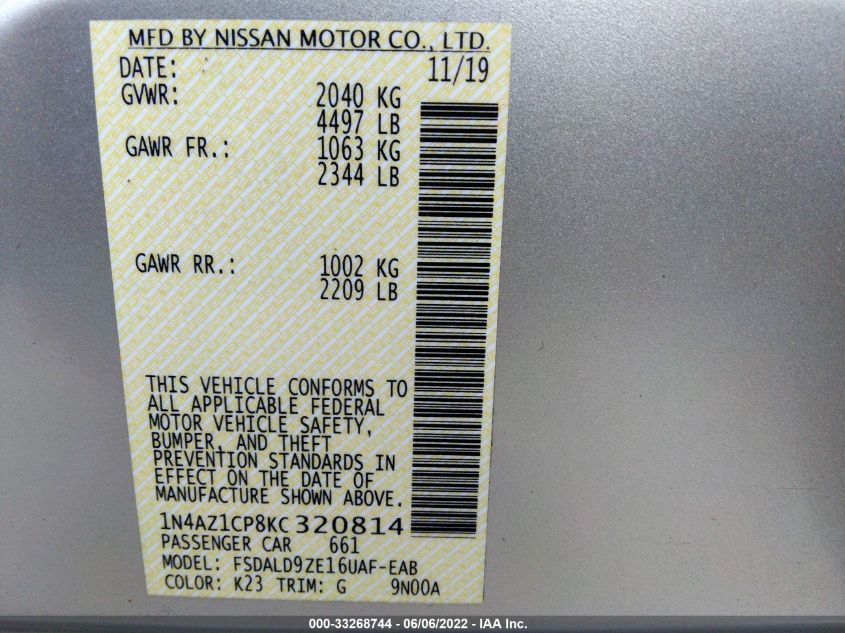 MFD BY NISSAN MOTOR CO., LTD.
DATE: 11/19
GVWR: 2040 KG
4497 LB
GAWR FR.: 1063 KG
2344 LB
GAWR RR.: 1002 KG
2209 LB
THIS VEHICLE CONFORMS TO
ALL APPLICABLE FEDERAL
MOTOR VEHICLE SAFETY,
BUMPER, AND THEFT
PREVENTION STANDARDS IN
EFFECT ON THE DATE OF
MANUFACTURE SHOWN ABOVE.
1N4AZ1CP8KC320814
PASSENGER CAR 661
MODEL: FSDALD9ZE16UAF-EAB
COLOR: K23 TRIM: G 9N00A
000-33268744 - 06/06/2022 - IAA Inc.